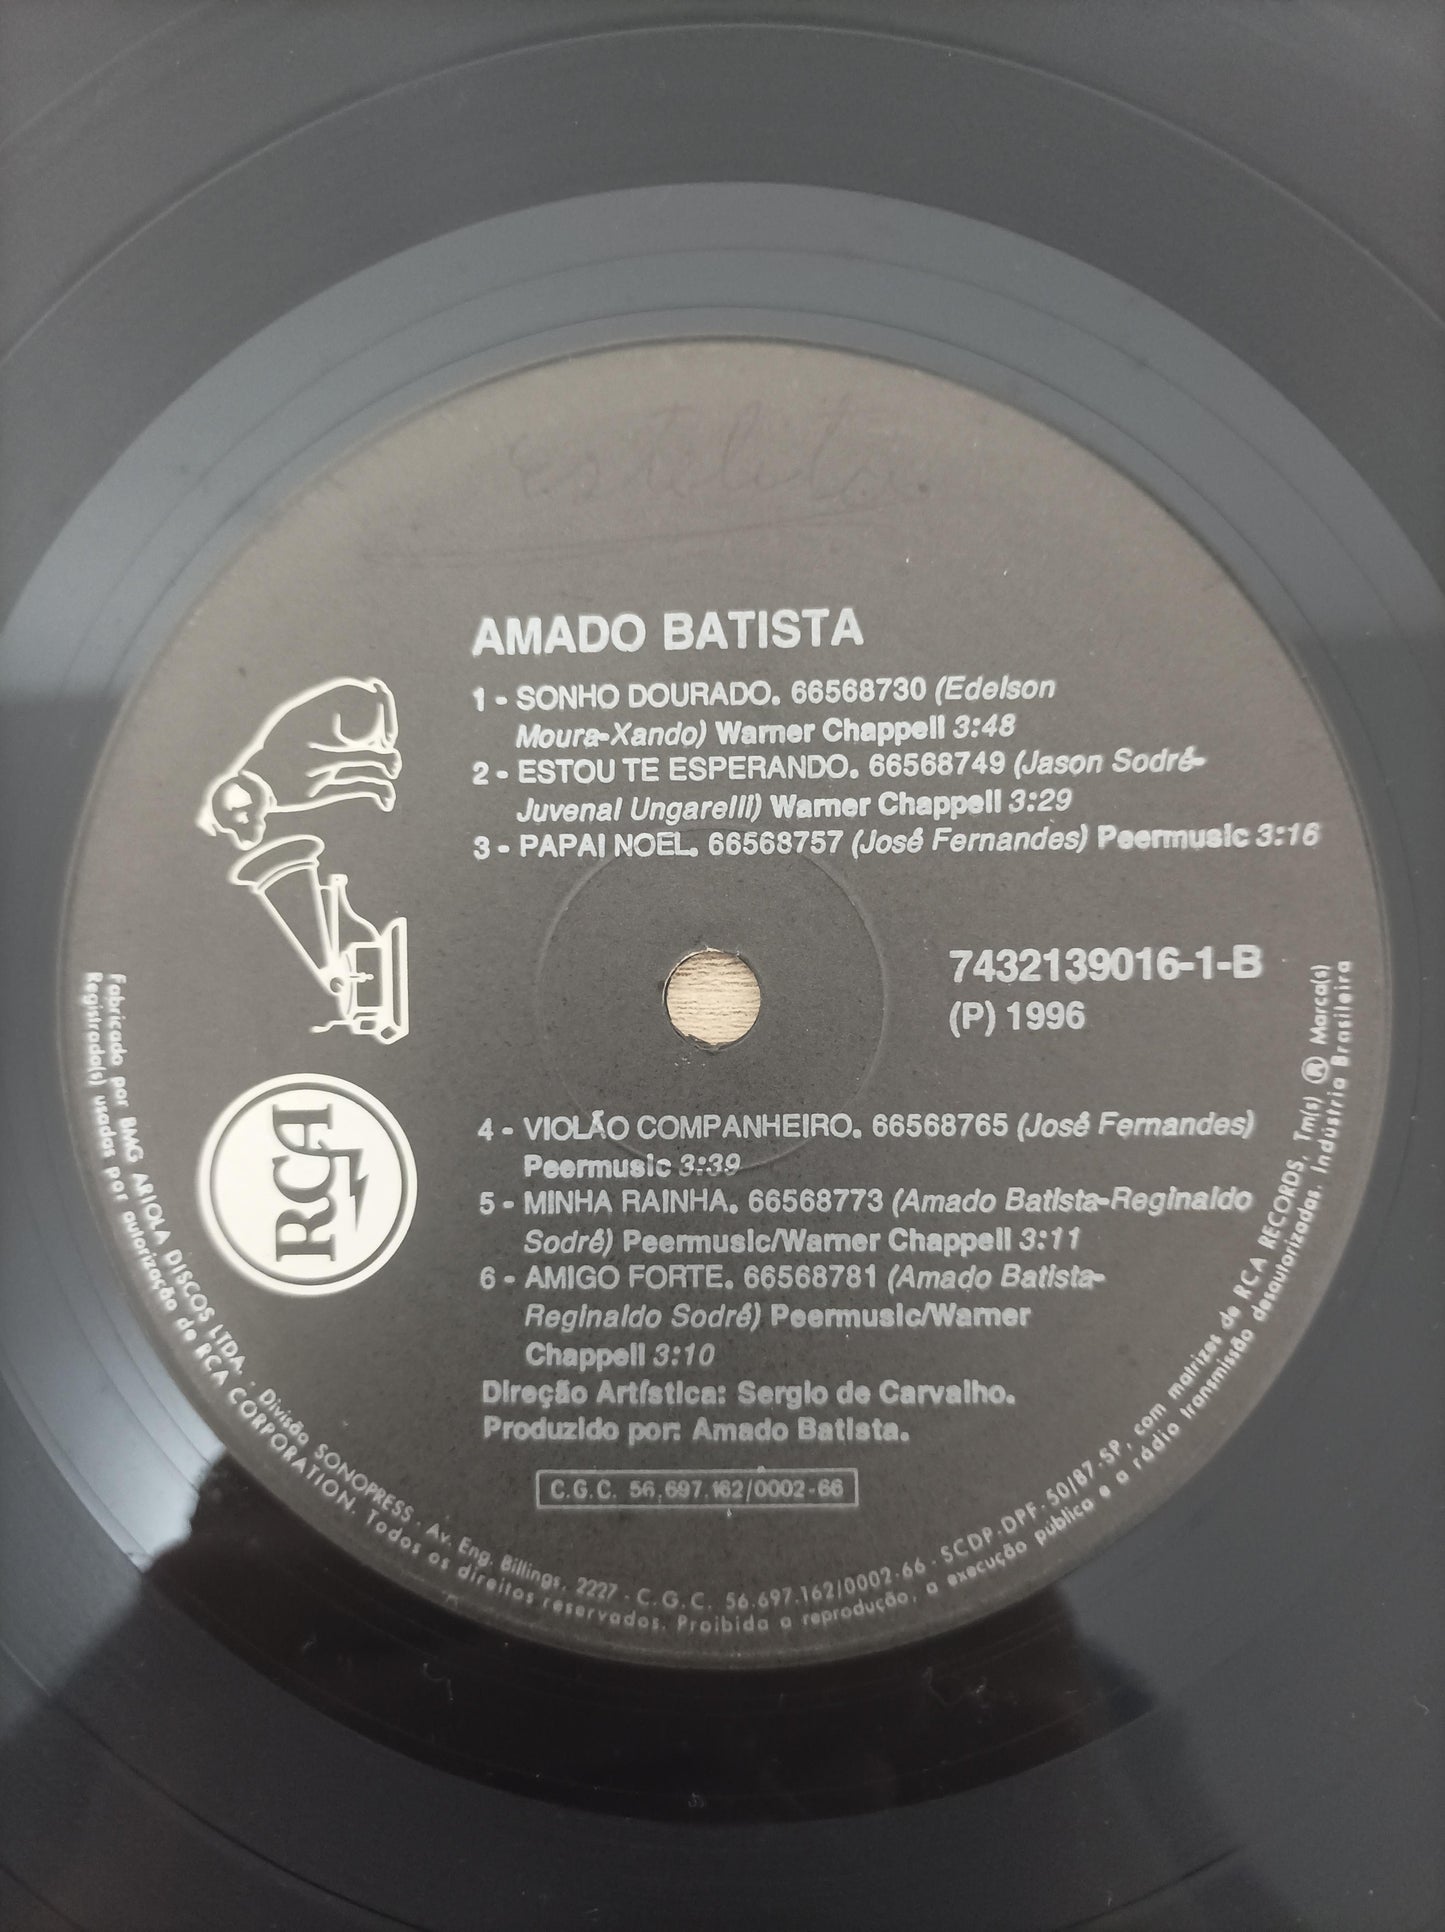 Estelita
AMADO BATISTA
1 - SONHO DOURADO. 66568730 (Edelson
Moura-Xando) Warner Chappell 3:48
2 - ESTOU TE ESPERANDO. 66568749 (Jason Sodré-
Juvenal Ungarelli) Warner Chappell 3:29
3 - PAPAI NOEL. 66568757 (José Fernandes) Peermusic 3:16
7432139016-1-B
(P) 1996
RCA
4 - VIOLÃO COMPANHEIRO. 66568765 (José Fernandes)
Peermusic 3:39
5 - MINHA RAINHA. 66568773 (Amado Batista-Reginaldo
Sodré) Peermusic/Warner Chappell 3:11
6 - AMIGO FORTE. 66568781 (Amado Batista-
Reginaldo Sodré) Peermusic/Warner
Chappell 3:10
Direção Artística: Sergio de Carvalho.
Produzido por: Amado Batista.
C.G.C. 56.697.162/0002-66
Fabricado por BMG ARIOLA DISCOS LTDA. - Divisão SONOPRESS - Av. Eng. Billings, 2227 - C.G.C. 56.697.162/0002-66 - SCDP-DPF-50/87-SP, com matrizes de RCA RECORDS, Tm(s) ® Marca(s)
Registrada(s) usadas por autorização de RCA CORPORATION. Todos os direitos reservados. Proibida a reprodução, a execução pública e a rádio transmissão desautorizadas. Indústria Brasileira